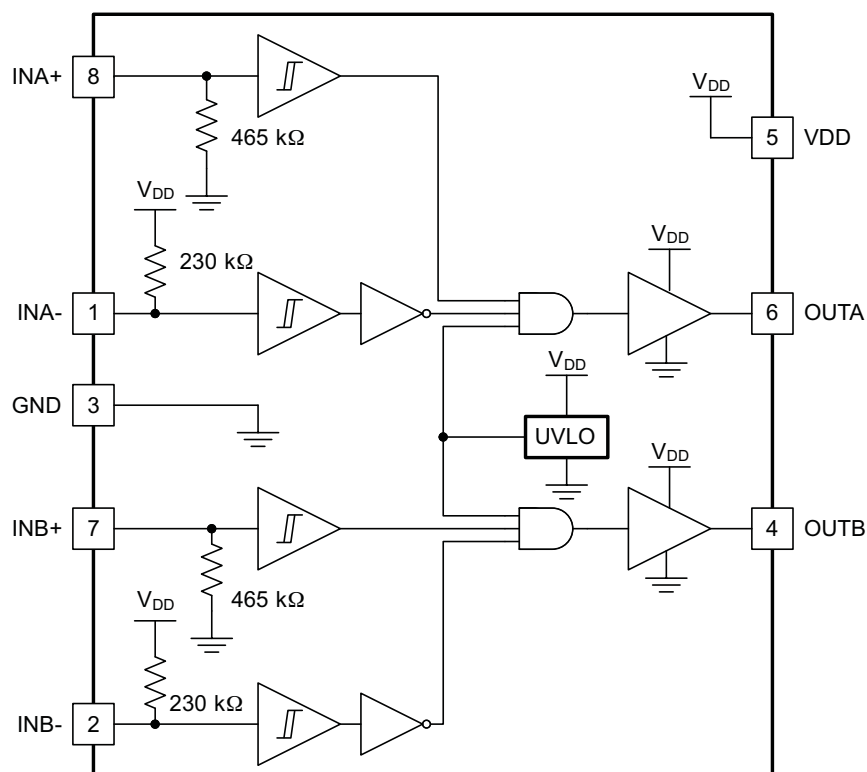 INA+
8
465 kΩ
VDD
5
VDD
VDD
230 kΩ
VDD
INA-
1
6
OUTA
GND
3
VDD
UVLO
VDD
INB+
7
4
OUTB
465 kΩ
VDD
230 kΩ
INB-
2